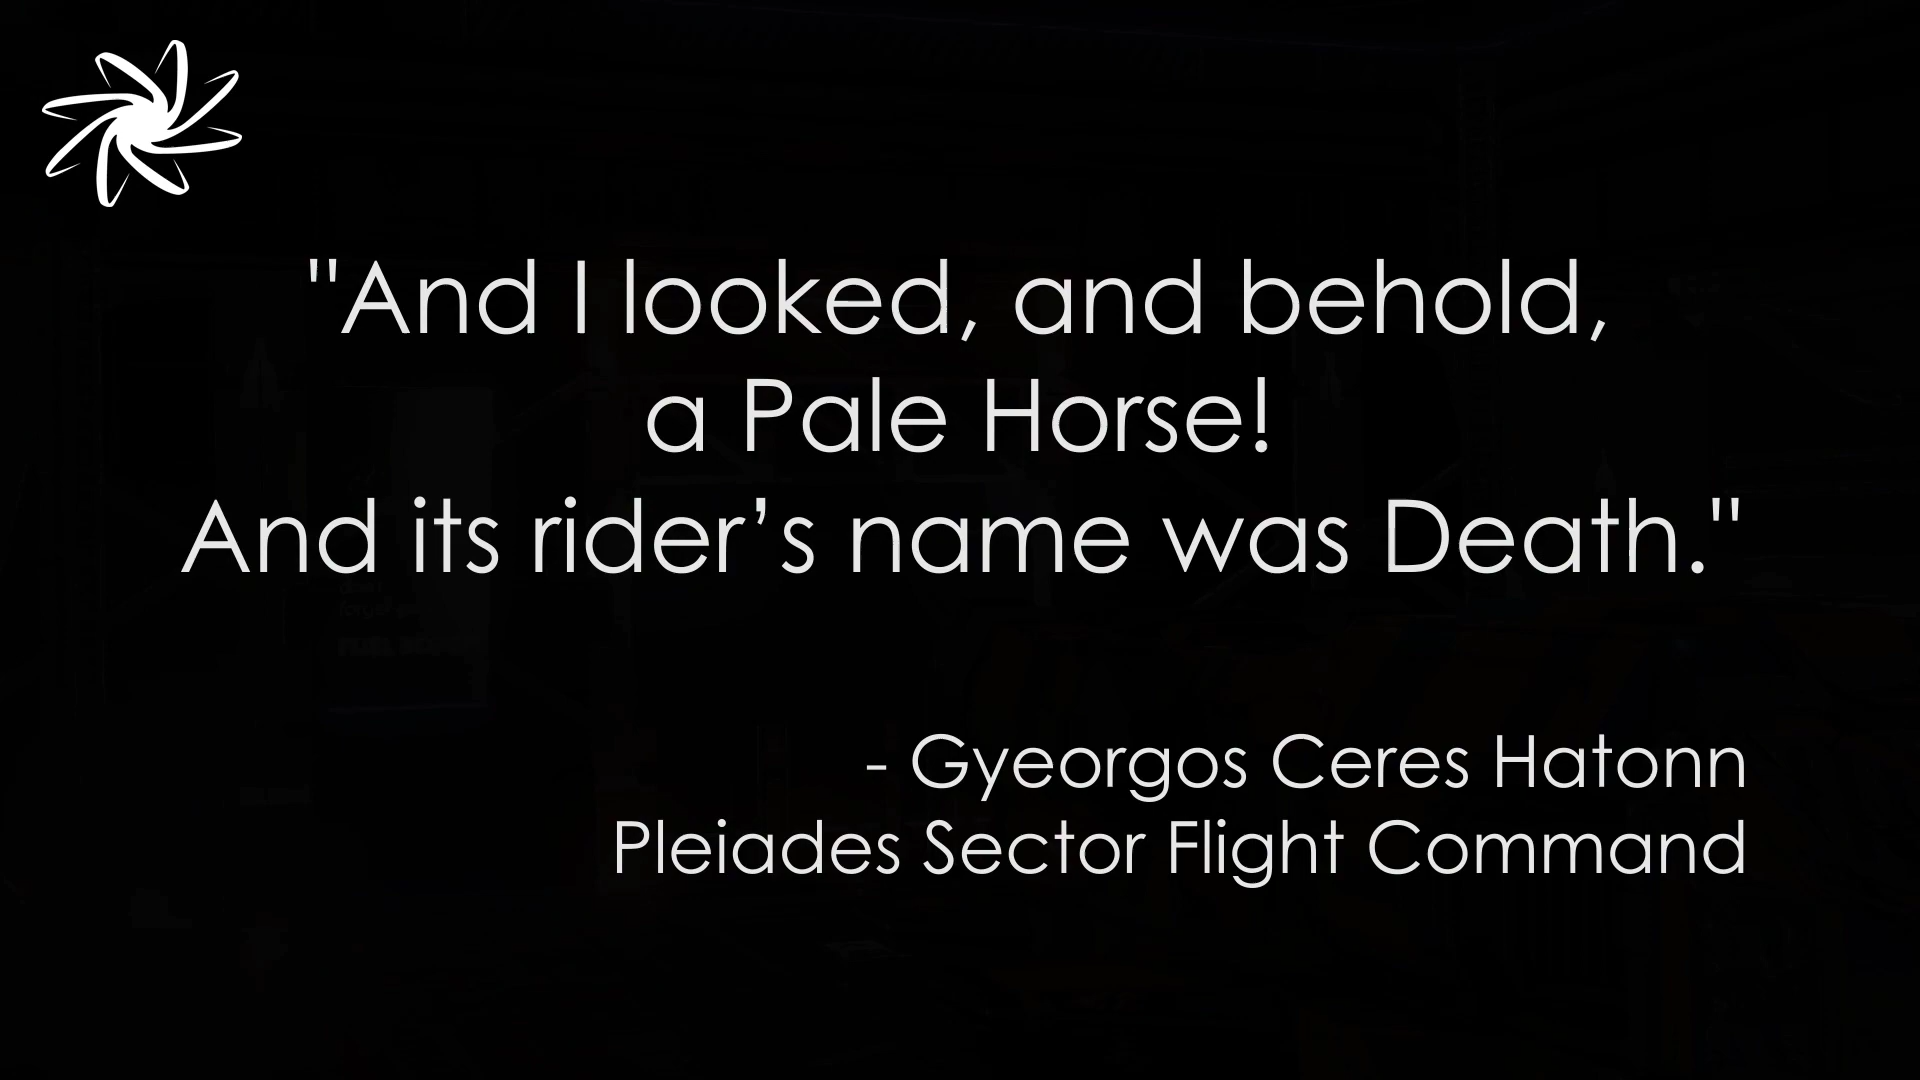 "And I looked, and behold,
a Pale Horse!
And its rider’s name was Death."
- Gyeorgos Ceres Hatonn
Pleiades Sector Flight Command